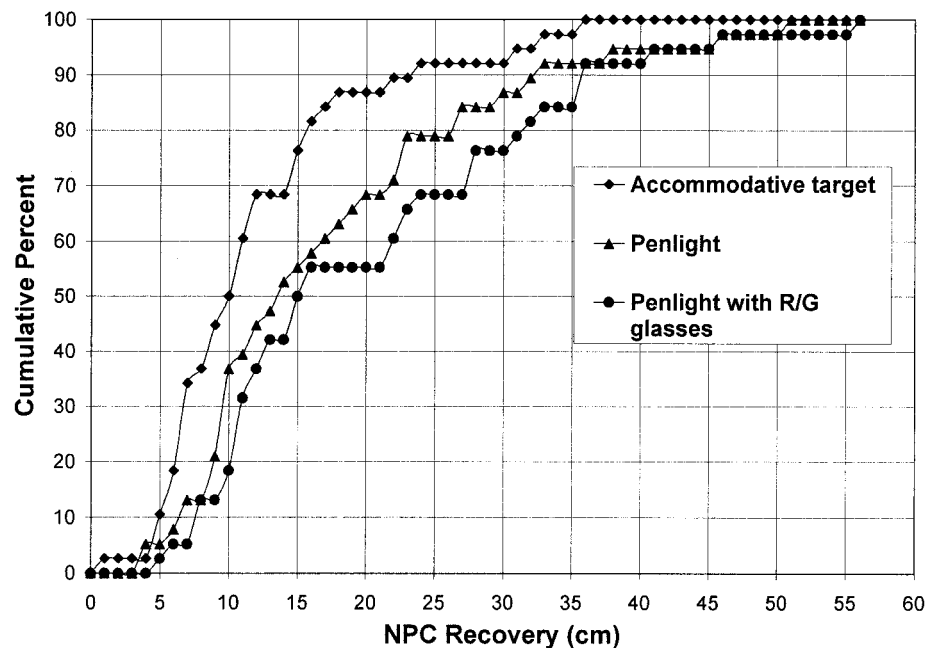 100
90
80
70
60
50
40
30
20
10
0
Cumulative Percent
Accommodative target
Penlight
Penlight with R/G
glasses
0 5 10 15 20 25 30 35 40 45 50 55 60
NPC Recovery (cm)